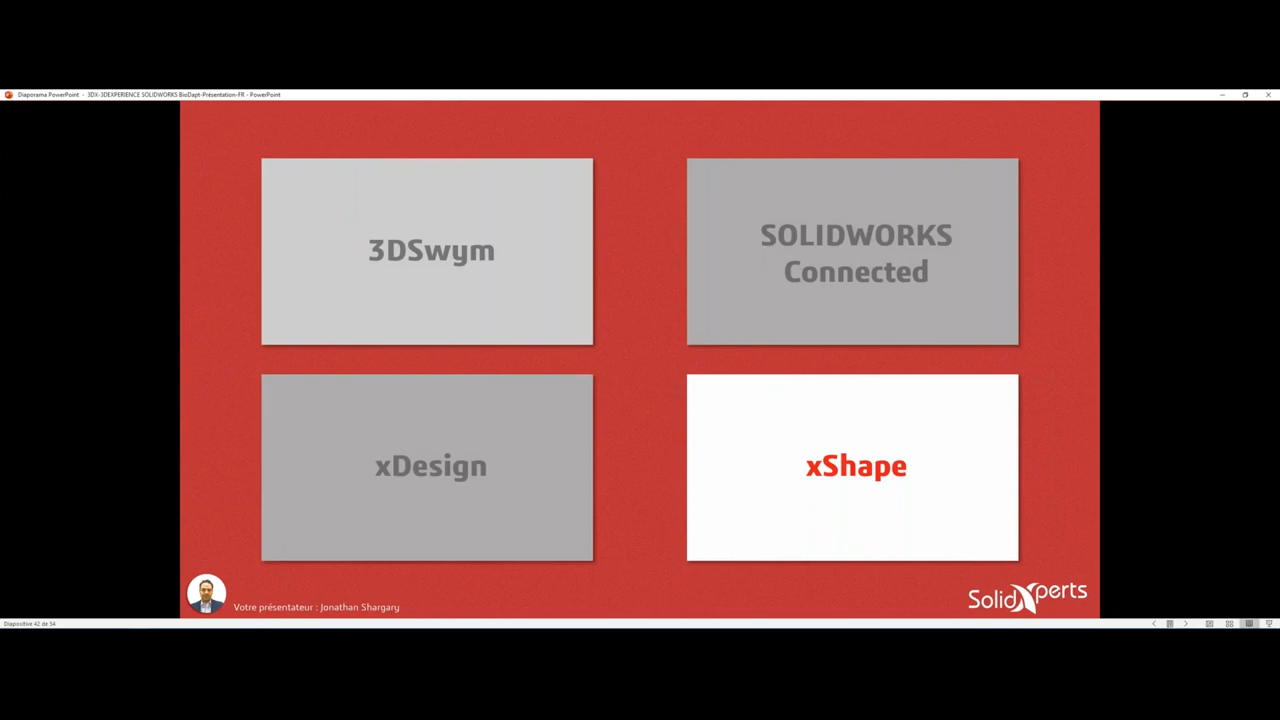 Diaporama PowerPoint - 3DX-3DEXPERIENCE SOLIDWORKS BioDapt-Présentation-FR - PowerPoint
3DSwym
SOLIDWORKS
Connected
xDesign
xShape
Votre présentateur : Jonathan Shargary
SolidXperts
Diapositive 42 de 54